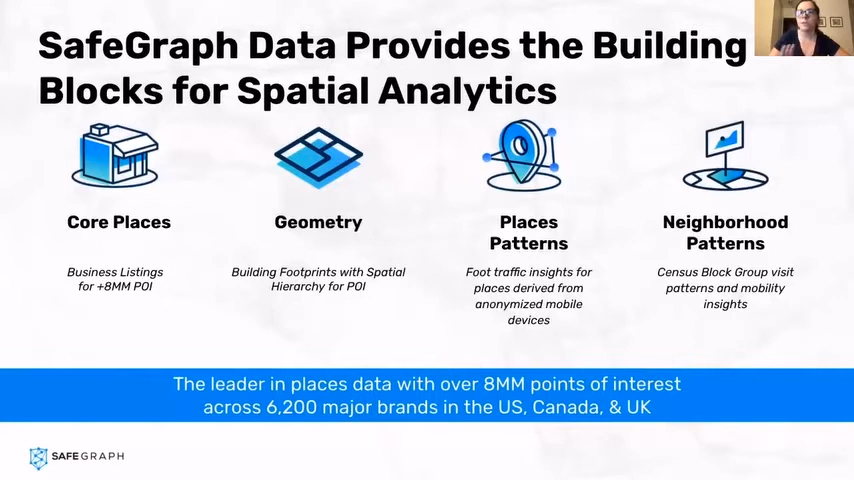 SafeGraph Data Provides the Building
Blocks for Spatial Analytics
Core Places
Business Listings
for +8MM POI
Geometry
Building Footprints with Spatial
Hierarchy for POI
Places
Patterns
Foot traffic insights for
places derived from
anonymized mobile
devices
Neighborhood
Patterns
Census Block Group visit
patterns and mobility
insights
The leader in places data with over 8MM points of interest
across 6,200 major brands in the US, Canada, & UK
SAFEGRAPH